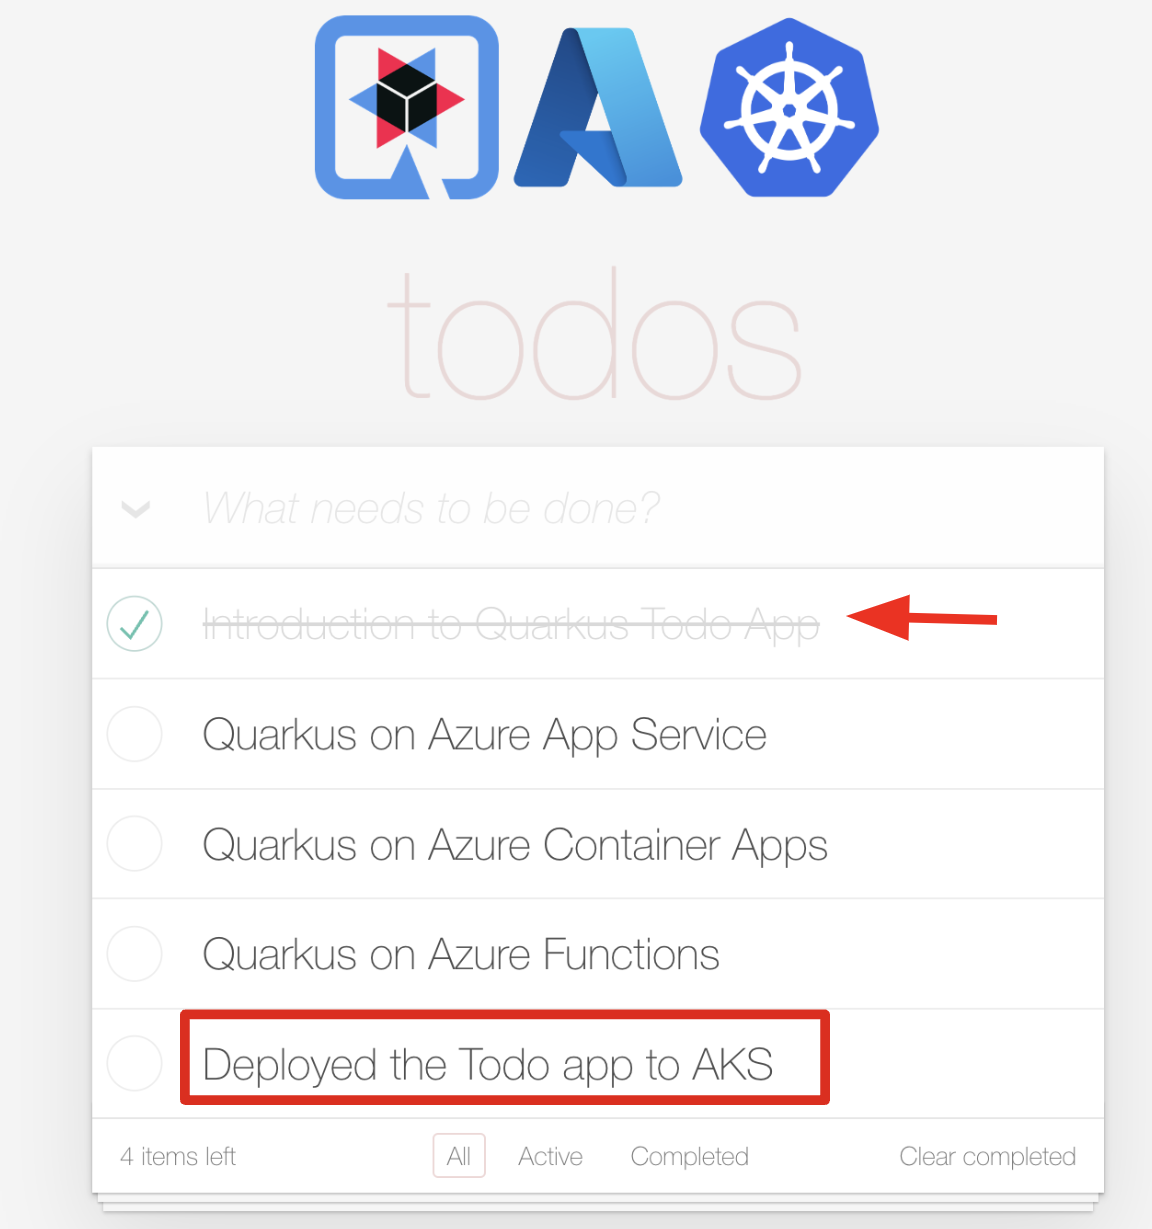 todos
What needs to be done?
Introduction to Quarkus Todo App
Quarkus on Azure App Service
Quarkus on Azure Container Apps
Quarkus on Azure Functions
Deployed the Todo app to AKS
4 items left All Active Completed Clear completed